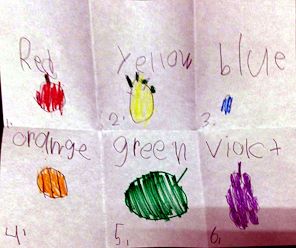 Red yellow blue
1. 2. 3.
orange green violet
4. 5. 6.